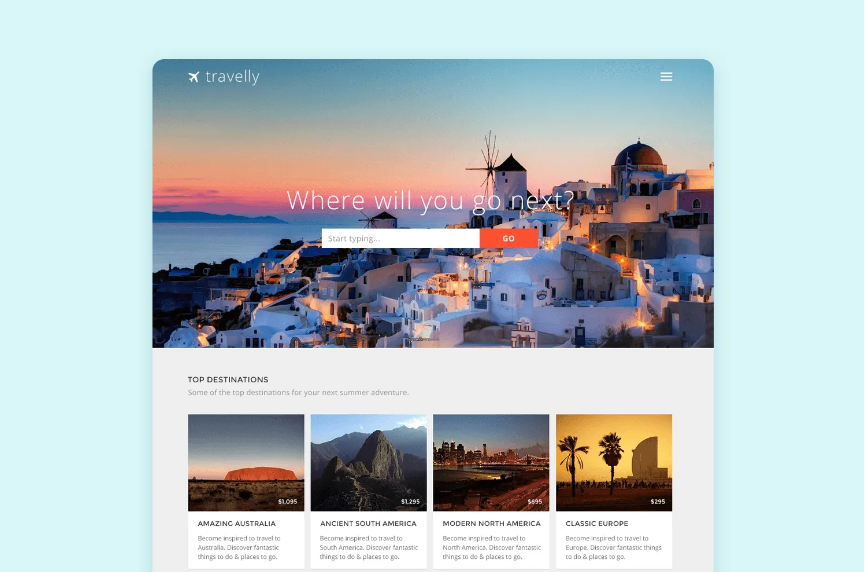 travelly
Where will you go next?
Start typing...
GO
TOP DESTINATIONS
Some of the top destinations for your next summer adventure.
$1,095
$1,295
$695
$295
AMAZING AUSTRALIA
ANCIENT SOUTH AMERICA
MODERN NORTH AMERICA
CLASSIC EUROPE
Become inspired to travel to
Australia. Discover fantastic
things to do & places to go.
Become inspired to travel to
South America. Discover fantastic
things to do & places to go.
Become inspired to travel to
North America. Discover fantastic
things to do & places to go.
Become inspired to travel to
Europe. Discover fantastic things
to do & places to go.